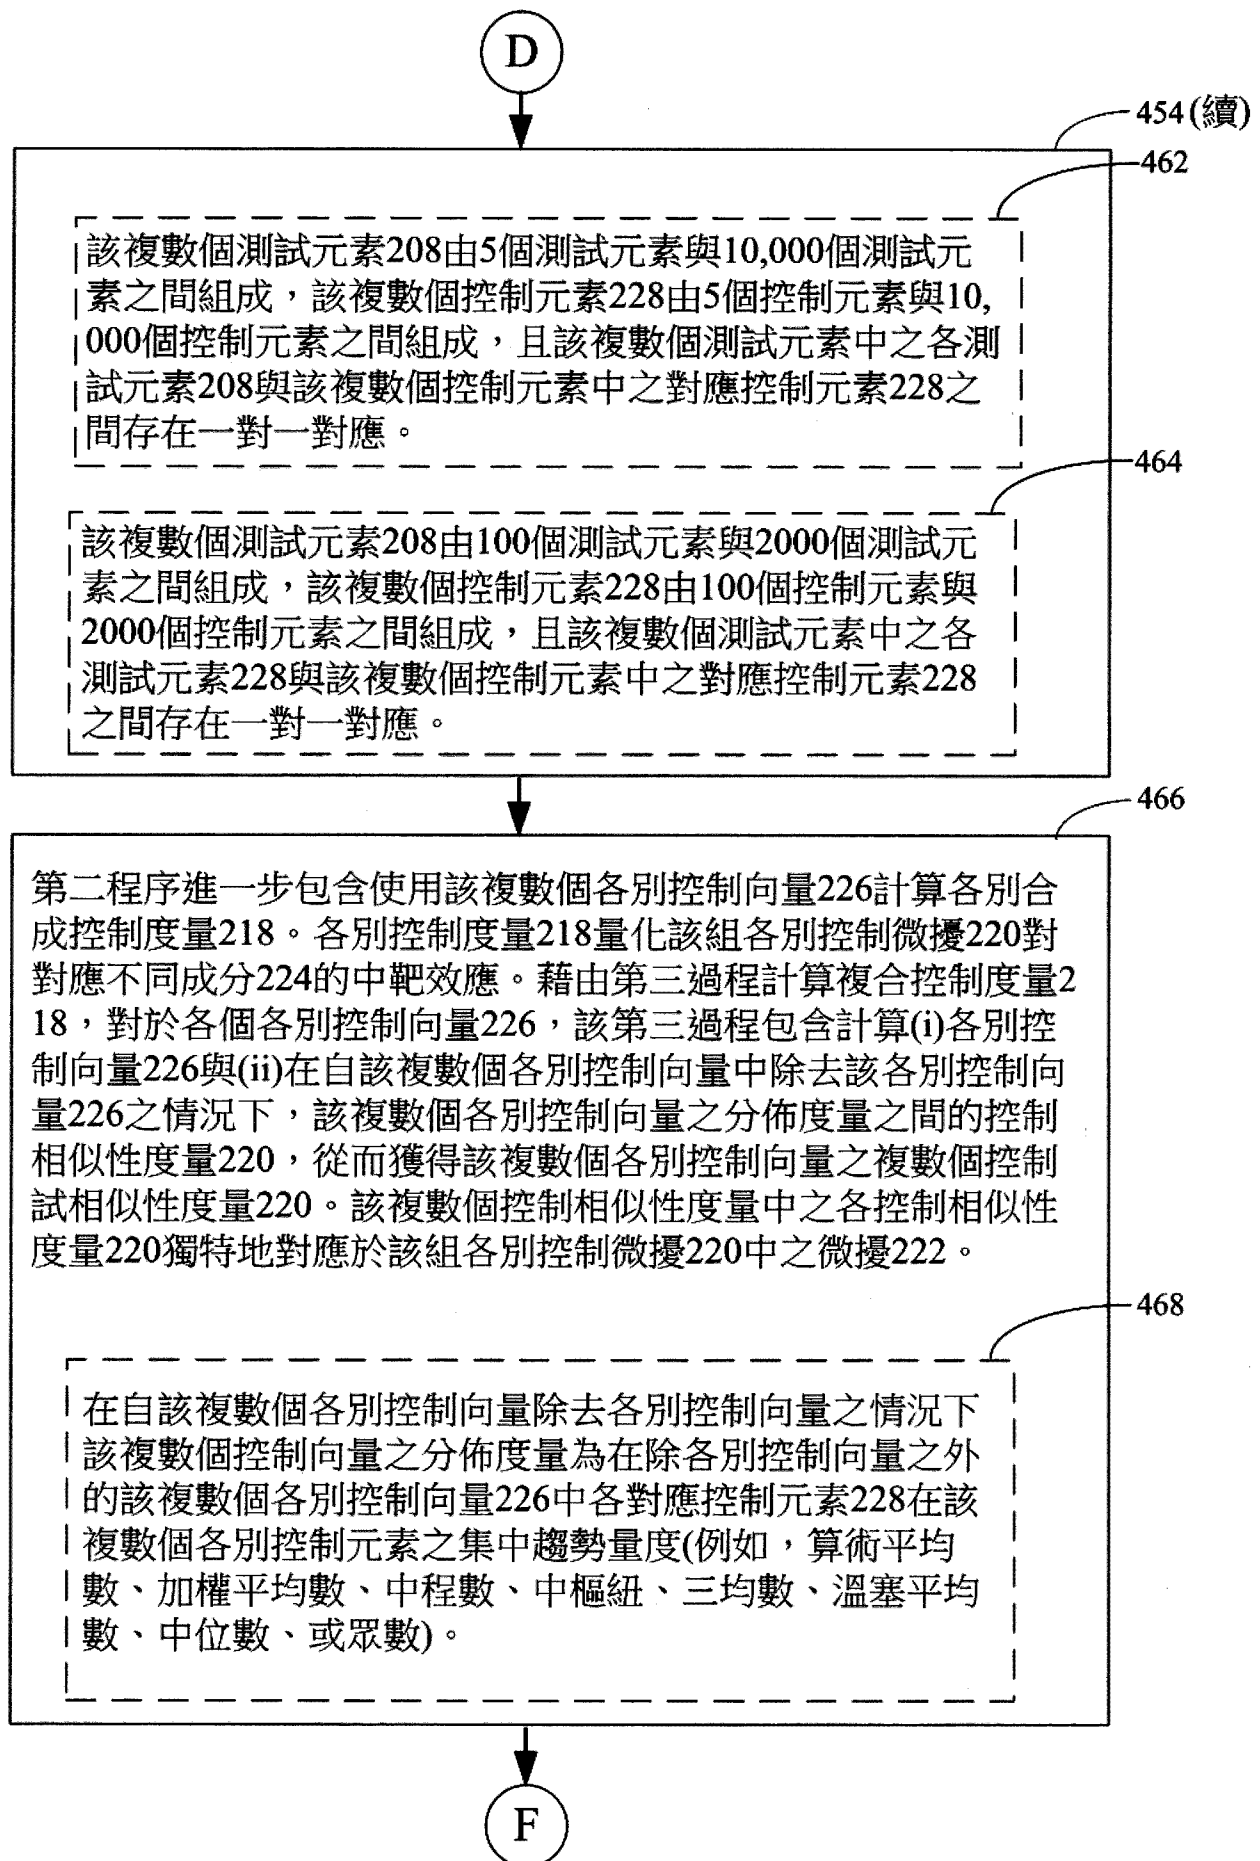 D
454(續)
462
該複數個測試元素208由5個測試元素與10,000個測試元
素之間組成，該複數個控制元素228由5個控制元素與10,
000個控制元素之間組成，且該複數個測試元素中之各測
試元素208與該複數個控制元素中之對應控制元素228之
間存在一對一對應。
464
該複數個測試元素208由100個測試元素與2000個測試元
素之間組成，該複數個控制元素228由100個控制元素與
2000個控制元素之間組成，且該複數個測試元素中之各
測試元素228與該複數個控制元素中之對應控制元素228
之間存在一對一對應。
466
第二程序進一步包含使用該複數個各別控制向量226計算各別合
成控制度量218。各別控制度量218量化該組各別控制微擾220對
對應不同成分224的中靶效應。藉由第三過程計算複合控制度量2
18，對於各個各別控制向量226，該第三過程包含計算(i)各別控
制向量226與(ii)在自該複數個各別控制向量中除去該各別控制向
量226之情況下，該複數個各別控制向量之分佈度量之間的控制
相似性度量220，從而獲得該複數個各別控制向量之複數個控制
試相似性度量220。該複數個控制相似性度量中之各控制相似性
度量220獨特地對應於該組各別控制微擾220中之微擾222。
468
在自該複數個各別控制向量除去各別控制向量之情況下
該複數個控制向量之分佈度量為在除各別控制向量之外
的該複數個各別控制向量226中各對應控制元素228在該
複數個各別控制元素之集中趨勢量度(例如，算術平均
數、加權平均數、中程數、中樞紐、三均數、溫塞平均
數、中位數、或眾數)。
F